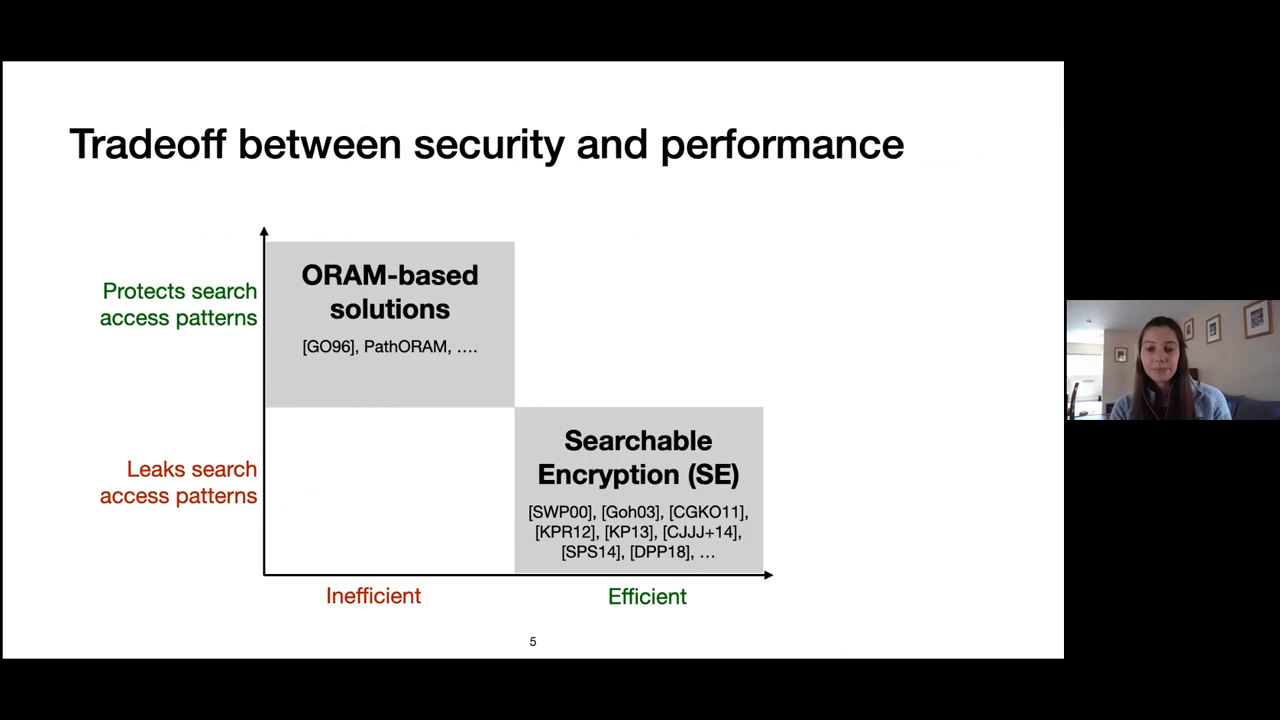 Tradeoff between security and performance
Protects search
access patterns
ORAM-based
solutions
[GO96], PathORAM, ....
Leaks search
access patterns
Searchable
Encryption (SE)
[SWP00], [Goh03], [CGKO11],
[KPR12], [KP13], [CJJJ+14],
[SPS14], [DPP18], ...
Inefficient
Efficient
5